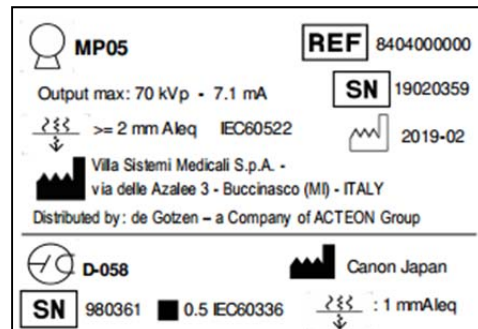 MP05 REF 8404000000
Output max: 70 kVp - 7.1 mA SN 19020359
>= 2 mm Aleq IEC60522 2019-02
Villa Sistemi Medicali S.p.A. -
via delle Azalee 3 - Buccinasco (MI) - ITALY
Distributed by: de Gotzen – a Company of ACTEON Group
D-058 Canon Japan
SN 980361 ■ 0.5 IEC60336 : 1 mmAleq